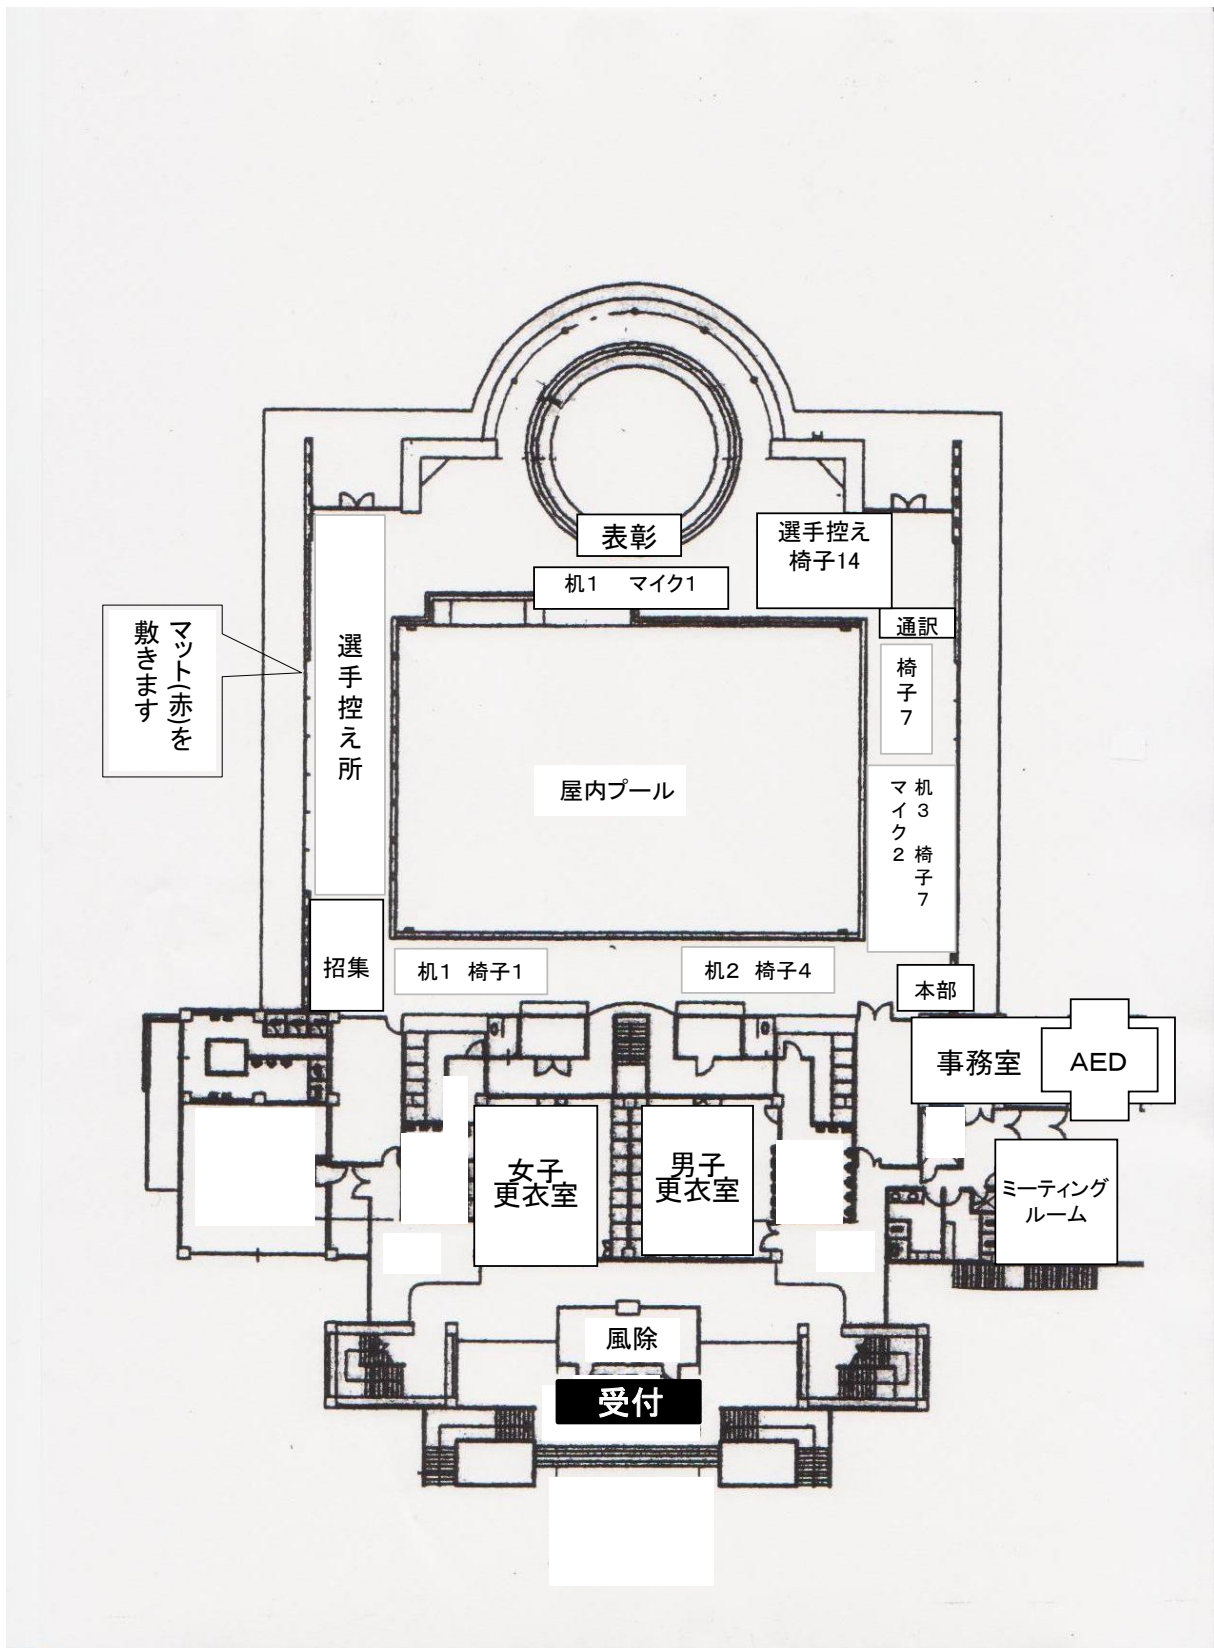 表彰
選手控え
椅子14
机1 マイク1
通訳
マット(赤)を
敷きます
選手控え所
椅子7
屋内プール
机3 椅子7
マイク2
招集
机1 椅子1
机2 椅子4
本部
事務室
AED
女子
更衣室
男子
更衣室
ミーティング
ルーム
風除
受付